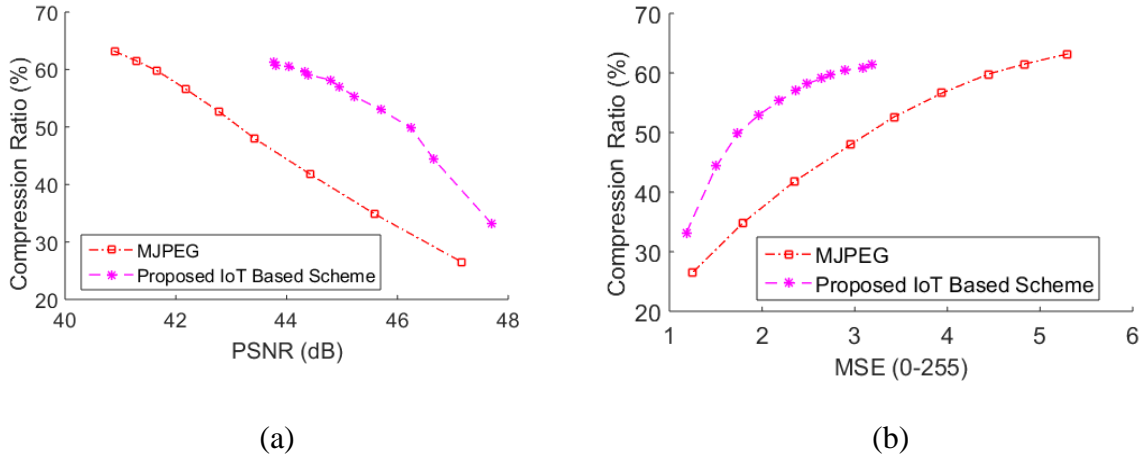 70
60
50
40
30
20
Compression Ratio (%)
MJPEG
Proposed IoT Based Scheme
40 42 44 46 48
PSNR (dB)
(a)
70
60
50
40
30
20
Compression Ratio (%)
MJPEG
Proposed IoT Based Scheme
1 2 3 4 5 6
MSE (0-255)
(b)